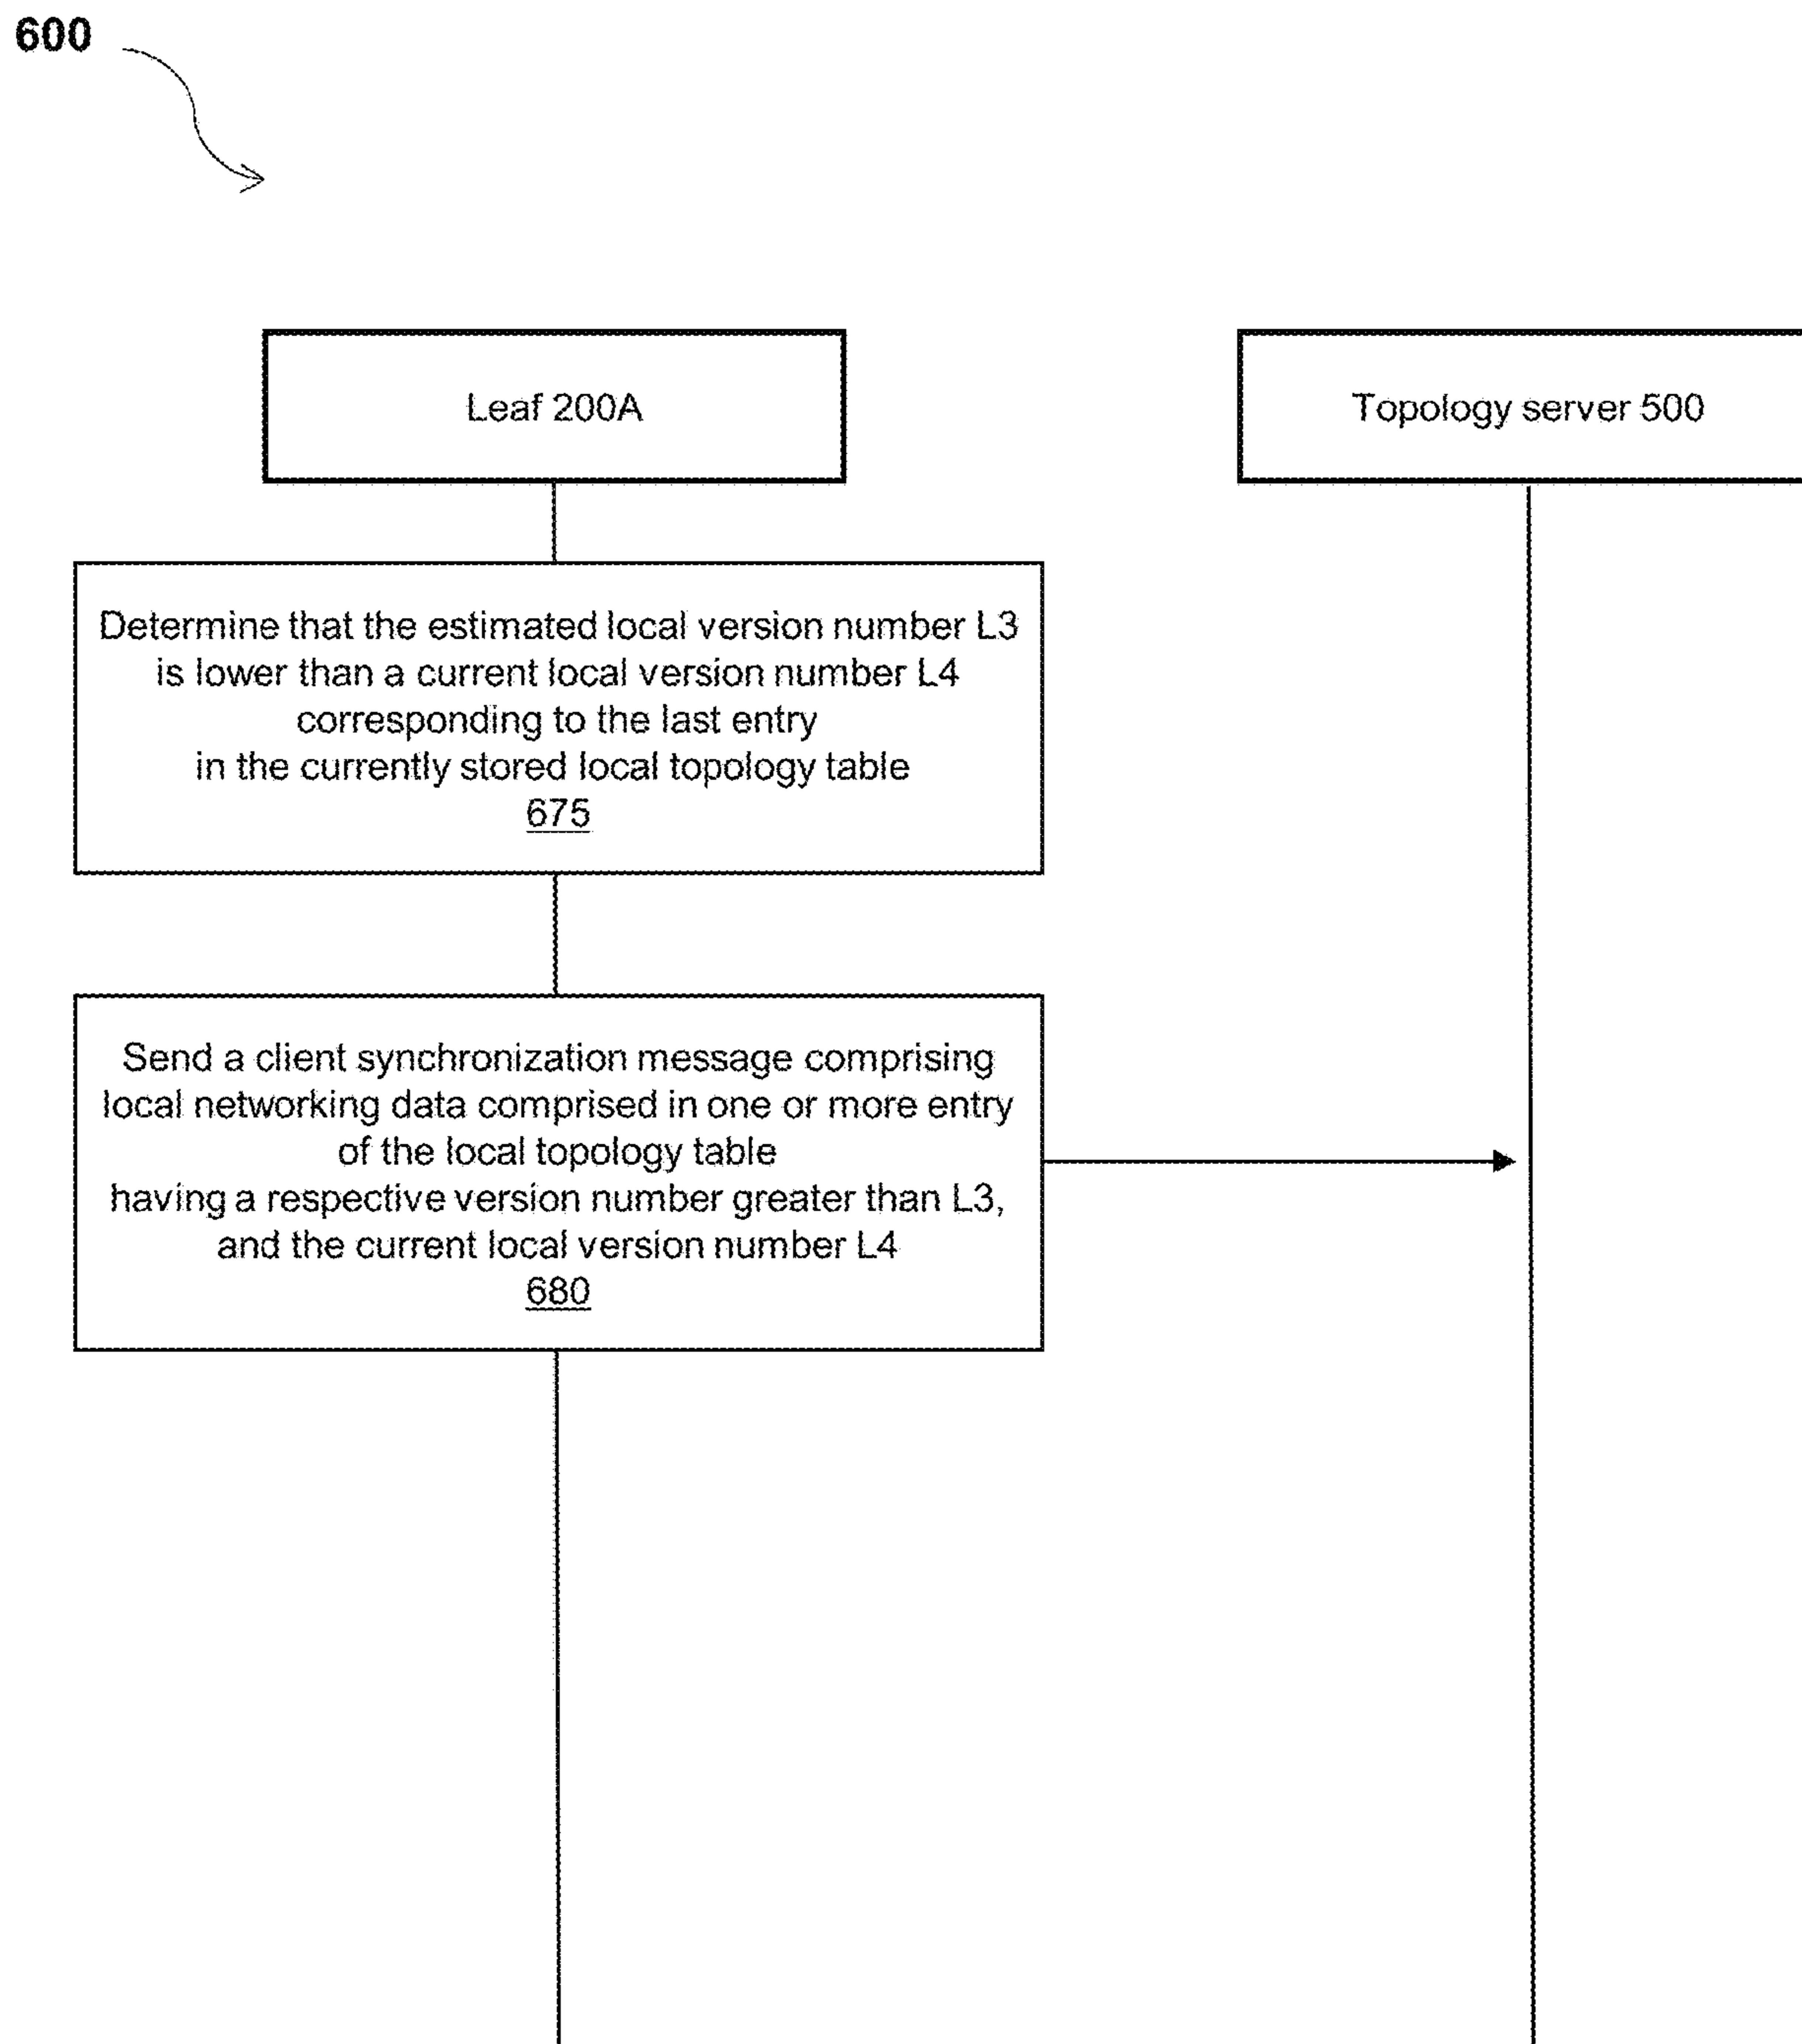 600
Leaf 200A
Topology server 500
Determine that the estimated local version number L3
is lower than a current local version number L4
corresponding to the last entry
in the currently stored local topology table
675
Send a client synchronization message comprising
local networking data comprised in one or more entry
of the local topology table
having a respective version number greater than L3,
and the current local version number L4
680